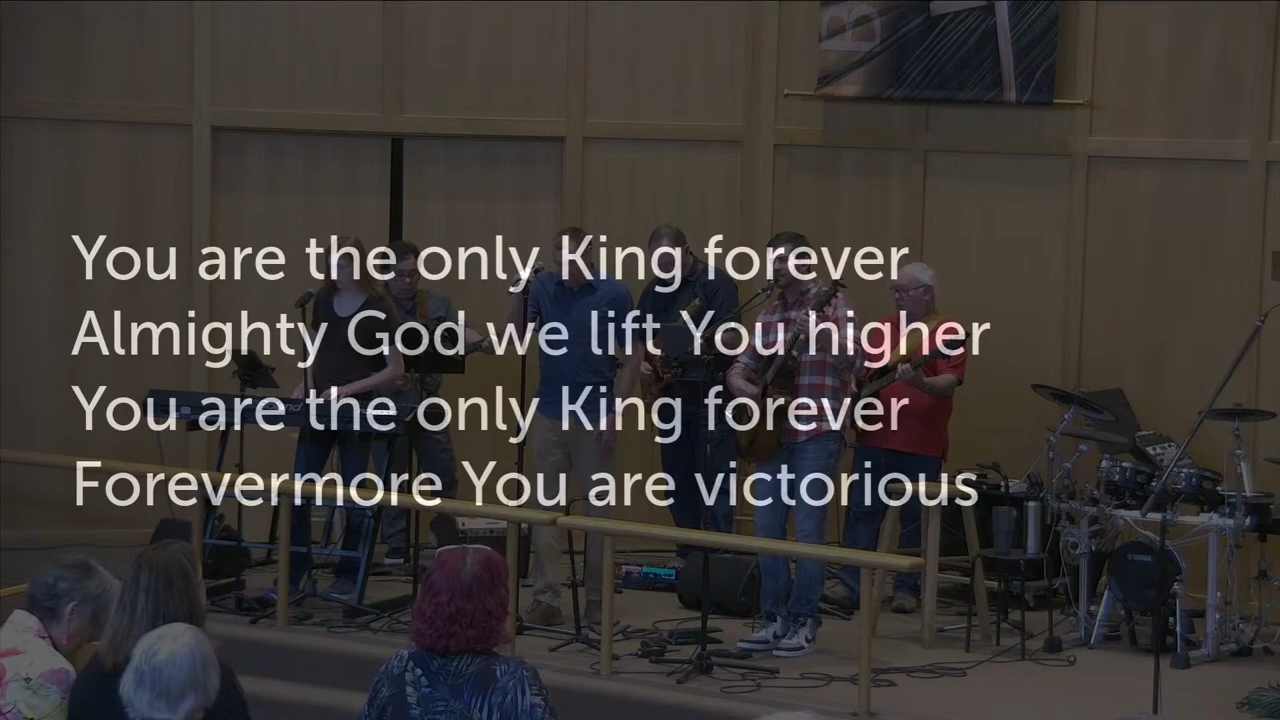 You are the only King forever
Almighty God we lift You higher
You are the only King forever
Forevermore You are victorious